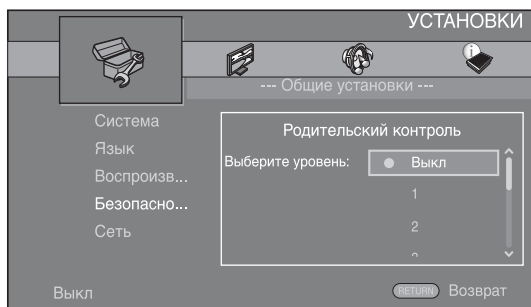 УСТАНОВКИ
--- Общие установки ---
Система
Язык
Воспроизв...
Безопасно...
Сеть
Родительский контроль
Выберите уровень:
Выкл
1
2
Выкл
RETURN Возврат